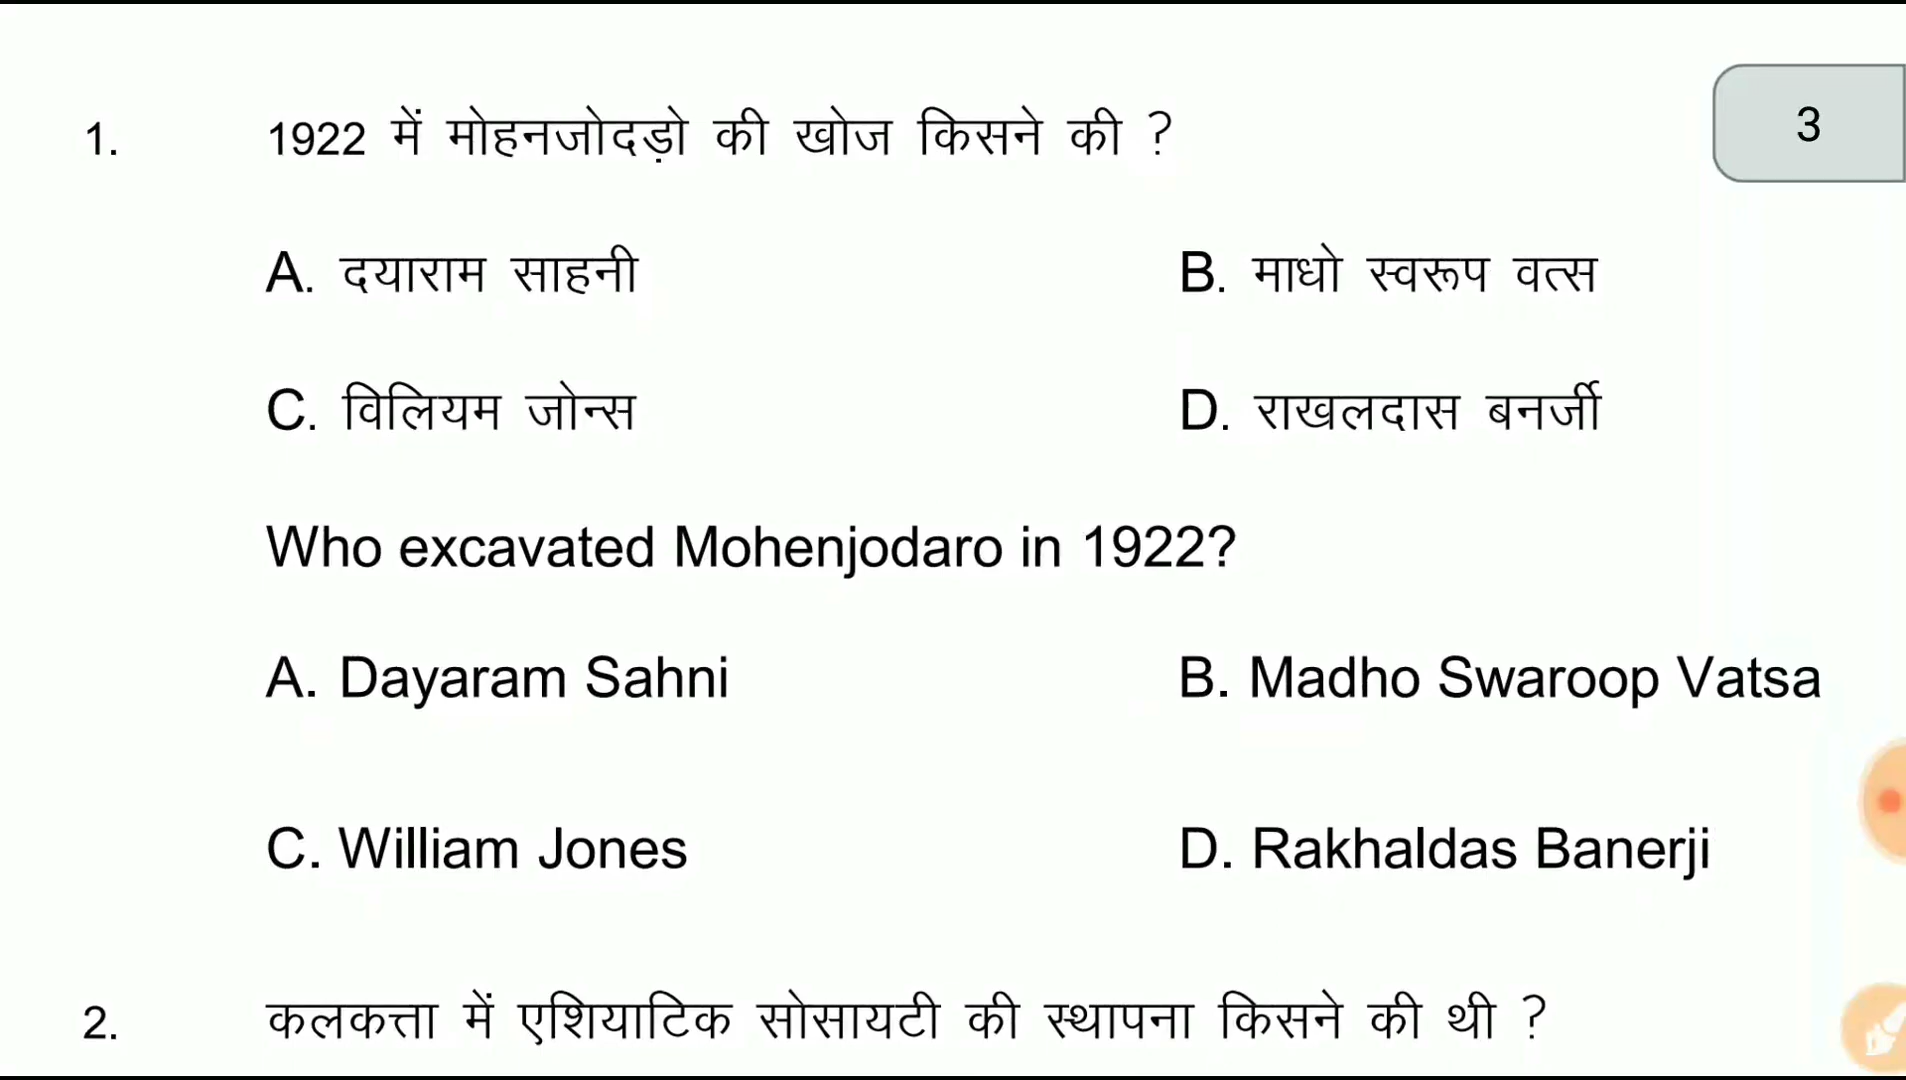 3
1. 1922 में मोहनजोदड़ो की खोज किसने की ?
A. दयाराम साहनी B. माधो स्वरूप वत्स
C. विलियम जोन्स D. राखलदास बनर्जी
Who excavated Mohenjodaro in 1922?
A. Dayaram Sahni B. Madho Swaroop Vatsa
C. William Jones D. Rakhaldas Banerji
2. कलकत्ता में एशियाटिक सोसायटी की स्थापना किसने की थी ?